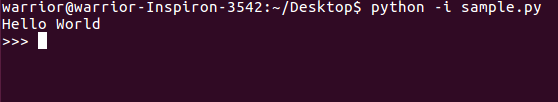 warrior@warrior-Inspiron-3542:~/Desktop$ python -i sample.py
Hello World
>>>